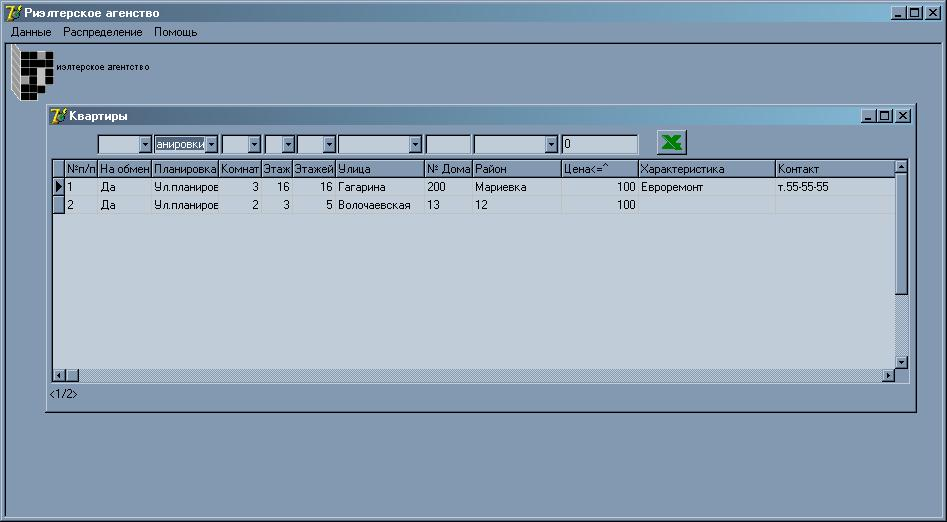 Риэлтерское агенство
Данные Распределение Помощь
иэлтерское агентство
Квартиры
анировки 0
№п/п На обмен Планировка Комнат Этаж Этажей Улица № Дома Район Цена<=^ Характеристика Контакт
1 Да Ул.планиров 3 16 16 Гагарина 200 Мариевка 100 Евроремонт т.55-55-55
2 Да Ул.планиров 2 3 5 Волочаевская 13 12 100
<1/2>